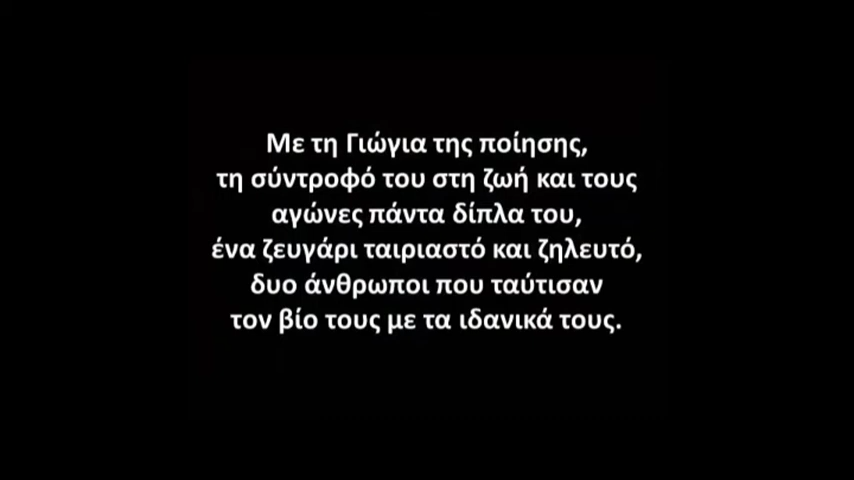 Με τη Γιώγια της ποίησης,
τη σύντροφό του στη ζωή και τους
αγώνες πάντα δίπλα του,
ένα ζευγάρι ταιριαστό και ζηλευτό,
δυο άνθρωποι που ταύτισαν
τον βίο τους με τα ιδανικά τους.